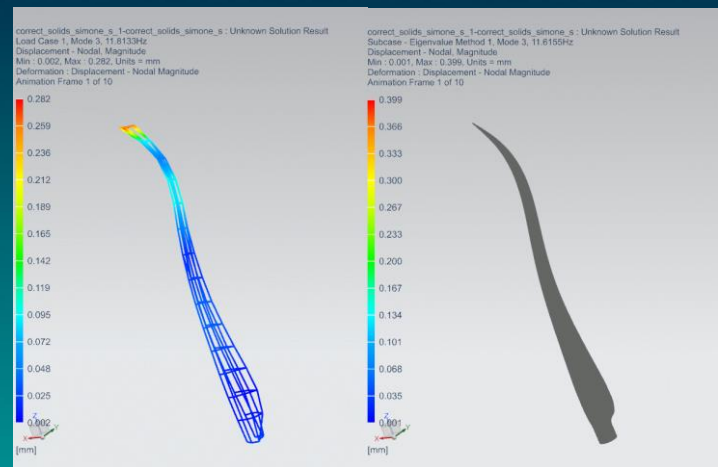 correct_solids_simone_s_1-correct_solids_simone_s : Unknown Solution Result
Load Case 1, Mode 3, 11.6133Hz
Displacement - Nodal, Magnitude
Min : 0.002, Max : 0.282, Units = mm
Deformation : Displacement - Nodal Magnitude
Animation Frame 1 of 10
0.282
0.259
0.236
0.212
0.189
0.165
0.142
0.119
0.095
0.072
0.048
0.025
0.002
Z
X
Y
[mm]
correct_solids_simone_s_1-correct_solids_simone_s : Unknown Solution Result
Subcase - Eigenvalue Method 1, Mode 3, 11.6155Hz
Displacement - Nodal, Magnitude
Min : 0.001, Max : 0.399, Units = mm
Deformation : Displacement - Nodal Magnitude
Animation Frame 1 of 10
0.399
0.366
0.333
0.300
0.267
0.233
0.200
0.167
0.134
0.101
0.068
0.035
0.001
Z
X
Y
[mm]